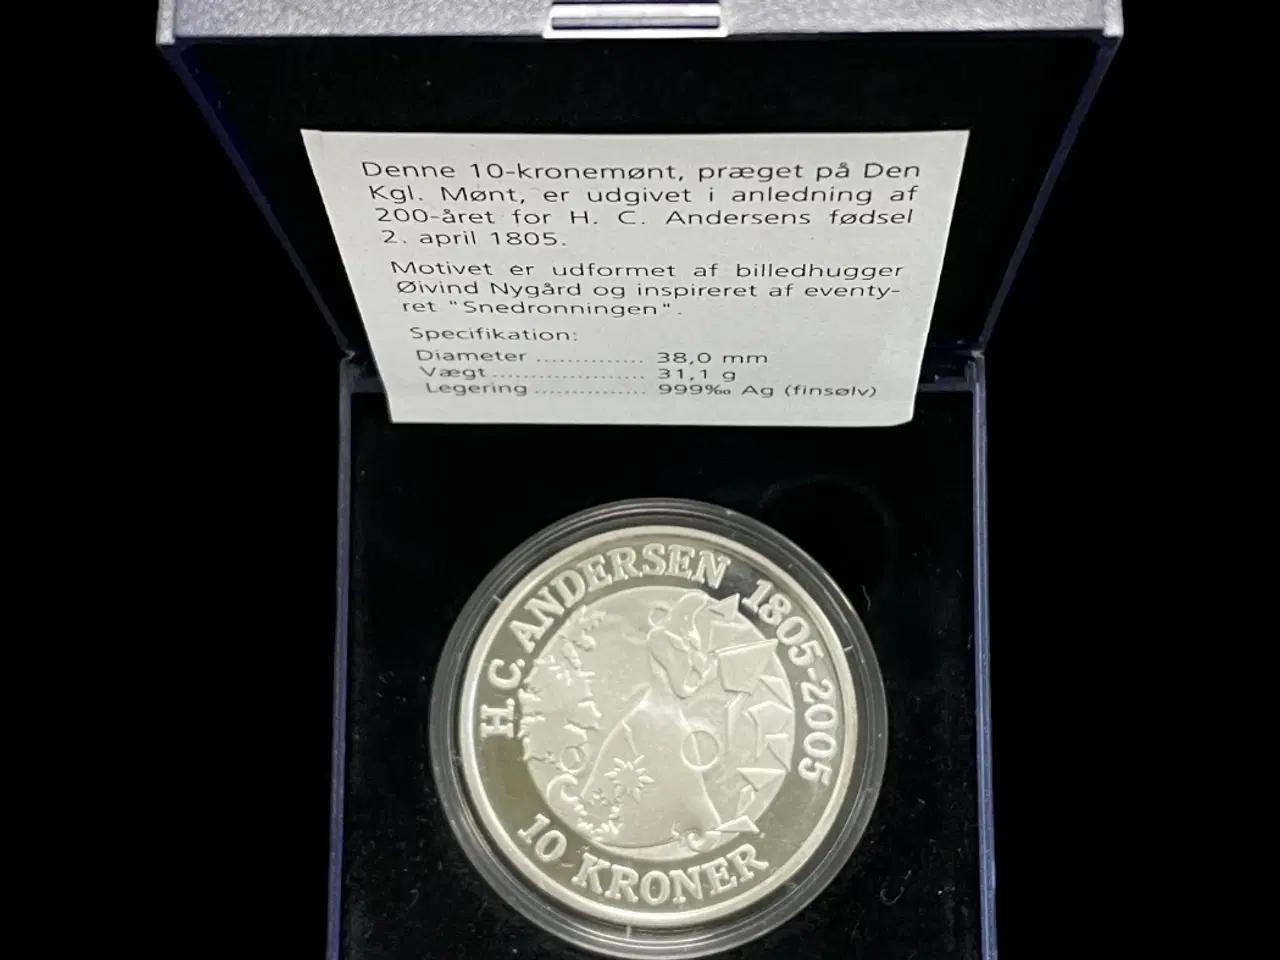 Denne 10-kronemønt, præget på Den
Kgl. Mønt, er udgivet i anledning af
200-året for H. C. Andersens fødsel
2. april 1805.
Motivet er udformet af billedhugger
Øivind Nygård og inspireret af eventy-
ret "Snedronningen".
Specifikation:
Diameter .............. 38,0 mm
Vægt .................... 31,1 g
Legering ............... 999‰ Ag (finsølv)
H.C. ANDERSEN 1805-2005
10 KRONER